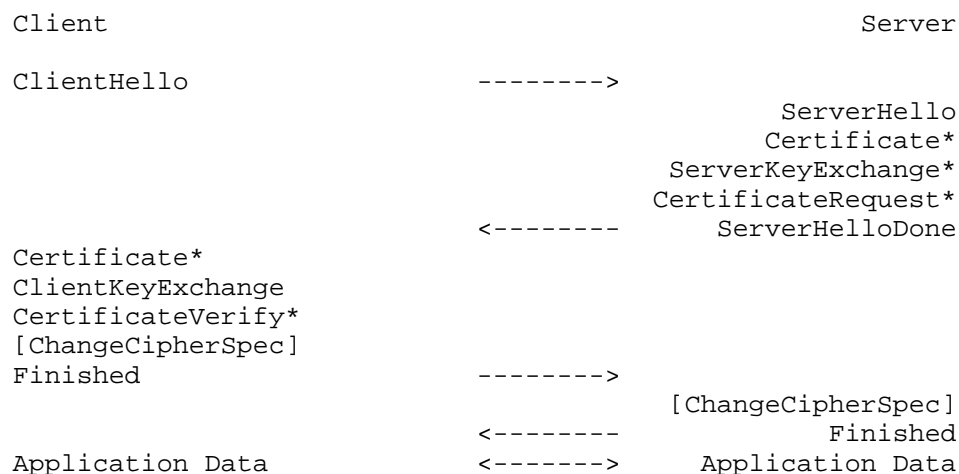 Client                                               Server

ClientHello                  -------->
                                                ServerHello
                                               Certificate*
                                         ServerKeyExchange*
                                        CertificateRequest*
                             <--------      ServerHelloDone
Certificate*
ClientKeyExchange
CertificateVerify*
[ChangeCipherSpec]
Finished                     -------->
                                         [ChangeCipherSpec]
                             <--------             Finished
Application Data             <------->     Application Data